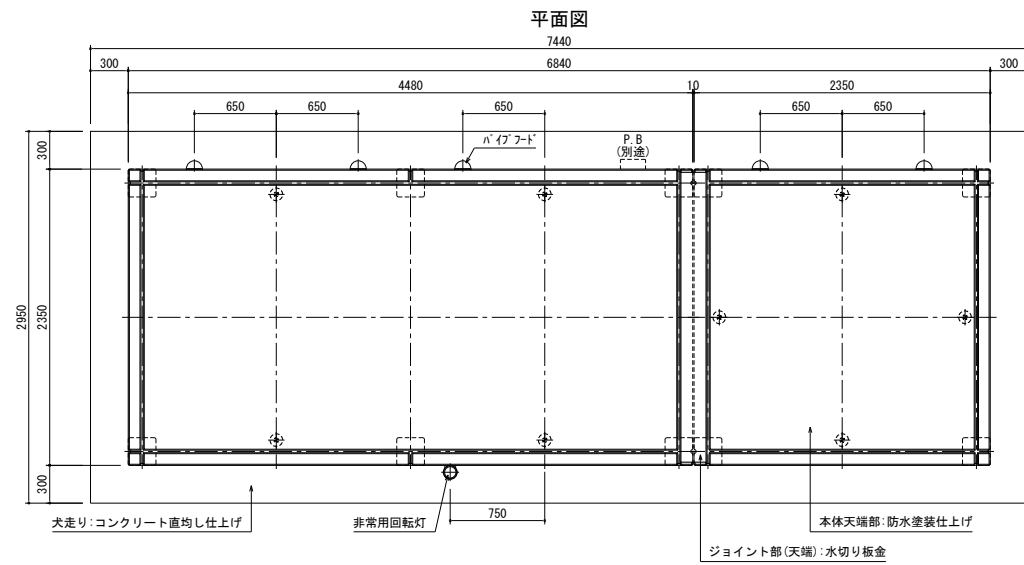 平面図
7440
300
6840
300
4480
10
2350
650
650
650
650
650
パイプフード
P.B
(別途)
300
2950
2350
300
750
犬走り:コンクリート直均し仕上げ
非常用回転灯
本体天端部:防水塗装仕上げ
ジョイント部(天端):水切り板金